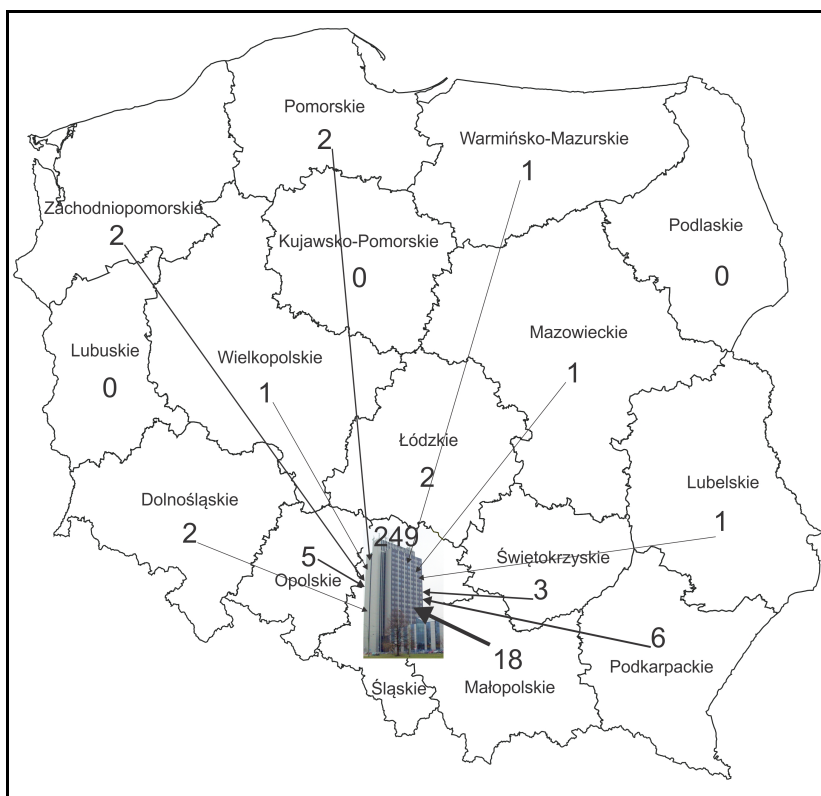 Pomorskie
2
Warmińsko-Mazurskie
1
Zachodniopomorskie
2
Kujawsko-Pomorskie
0
Podlaskie
0
Lubuskie
0
Wielkopolskie
1
Mazowieckie
1
Łódzkie
2
Dolnośląskie
2
Lubelskie
1
249
5
Opolskie
Świętokrzyskie
3
18
Małopolskie
6
Podkarpackie
Śląskie